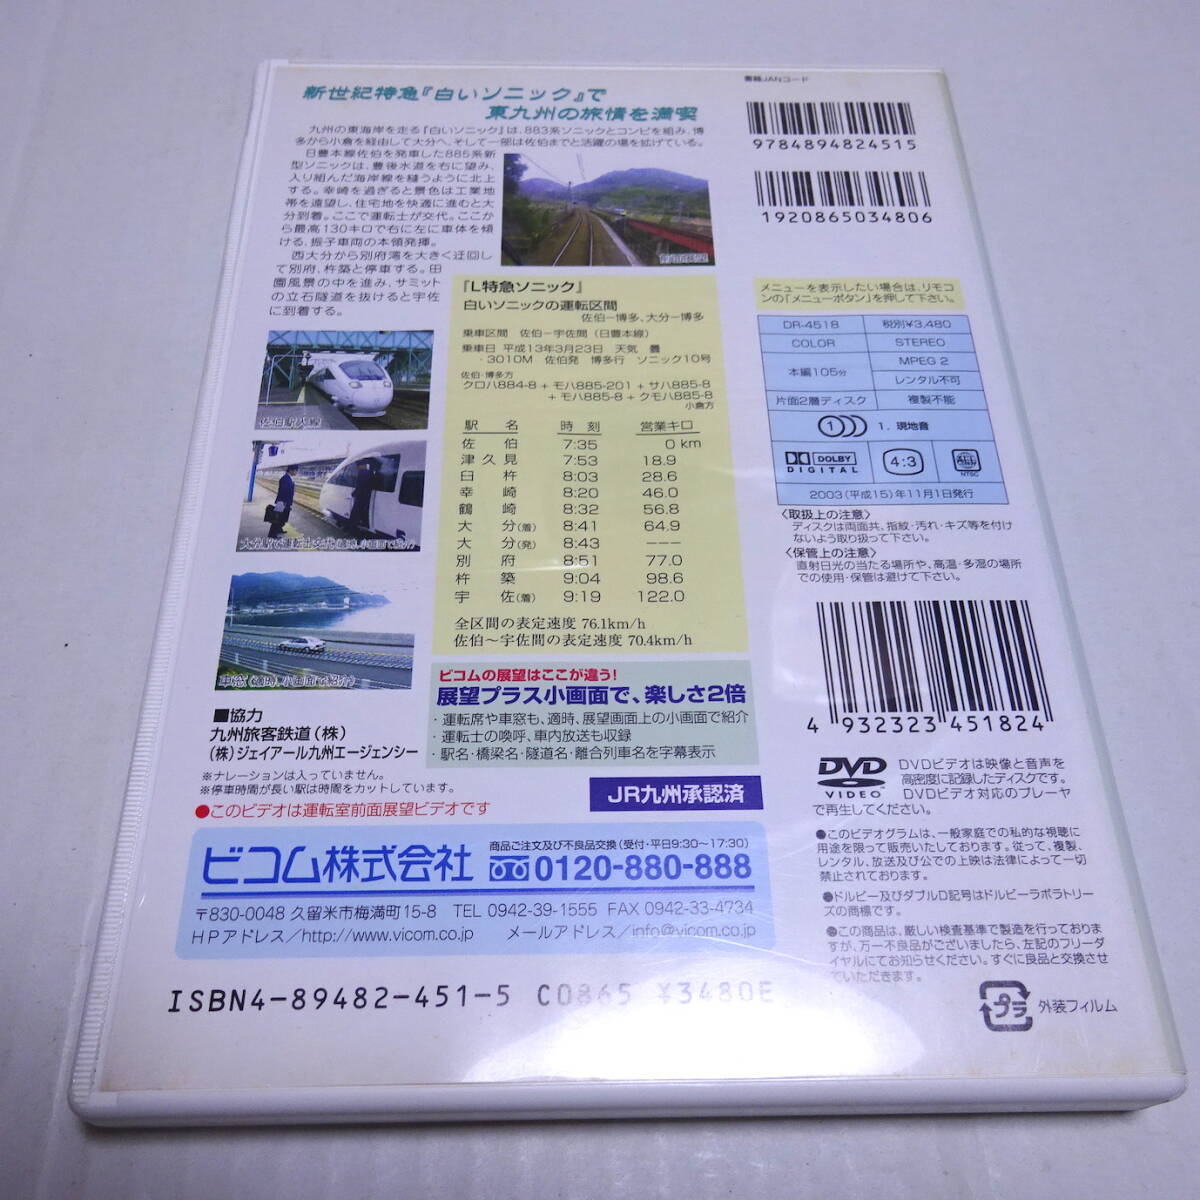 新世紀特急『白いソニック』で
東九州の旅情を満喫
九州の東海岸を走る『白いソニック』は、883系ソニックとコンビを組み、博
多から小倉を経由して大分へ、そして一部は佐伯までと活躍の場を拡げている。
日豊本線佐伯を発車した885系新
型ソニックは、豊後水道を右に望み、
入り組んだ海岸線を縫うように北上
する。幸崎を過ぎると景色は工業地
帯を遠望し、住宅地を快適に進むと大
分到着。ここで運転士が交代。ここか
ら最高130キロで右に左に車体を傾
ける、振子車両の本領発揮。
西大分から別府湾を大きく迂回し
て別府、杵築と停車する。田
園風景の中を進み、サミット
の立石隧道を抜けると宇佐
に到着する。
佐伯駅入線
大分駅で運転士交代(適時、小画面で紹介)
車窓(適時、小画面で紹介)
■協力
九州旅客鉄道(株)
(株)ジェイアール九州エージェンシー
※ナレーションは入っていません。
※停車時間が長い駅は時間をカットしています。
●このビデオは運転室前面展望ビデオです
『L特急ソニック』
白いソニックの運転区間
佐伯−博多、大分−博多
乗車区間 佐伯−宇佐間(日豊本線)
乗車日 平成13年3月23日 天気 曇
・3010M 佐伯発 博多行 ソニック10号
佐伯・博多方
クロハ884-8 + モハ885-201 + サハ885-8
+ モハ885-8 + クモハ885-8
小倉方
駅 名 時 刻 営業キロ
佐 伯 7:35 0 km
津久見 7:53 18.9
臼 杵 8:03 28.6
幸 崎 8:20 46.0
鶴 崎 8:32 56.8
大 分(着) 8:41 64.9
大 分(発) 8:43 ---
別 府 8:51 77.0
杵 築 9:04 98.6
宇 佐(着) 9:19 122.0
全区間の表定速度 76.1km/h
佐伯〜宇佐間の表定速度 70.4km/h
ビコムの展望はここが違う!
展望プラス小画面で、楽しさ2倍
・運転席や車窓も、適時、展望画面上の小画面で紹介
・運転士の喚呼、車内放送も収録
・駅名・橋梁名・隧道名・離合列車名を字幕表示
JR九州承認済
ビコム株式会社
商品ご注文及び不良品交換(受付・平日9:30〜17:30)
0120-880-888
〒830-0048 久留米市梅満町15-8 TEL 0942-39-1555 FAX 0942-33-4734
HPアドレス／http://www.vicom.co.jp メールアドレス／info@vicom.co.jp
ISBN4-89482-451-5 C0865 ¥3480E
書籍JANコード
9784894824515
1920865034806
メニューを表示したい場合は、リモコ
ンの「メニューボタン」を押して下さい。
DR-4518 税別¥3,480
COLOR STEREO
本編105分 MPEG 2
レンタル不可
片面2層ディスク 複製不能
1 1. 現地音
DOLBY
DIGITAL
4:3
ALL
NTSC
2003(平成15)年11月1日発行
〈取扱上の注意〉
ディスクは両面共、指紋・汚れ・キズ等を付け
ないよう取り扱って下さい。
〈保管上の注意〉
直射日光の当たる場所や、高温・多湿の場所
での使用・保管は避けて下さい。
4 932323 451824
DVD
VIDEO
DVDビデオは映像と音声を
高密度に記録したディスクです。
DVDビデオ対応のプレーヤ
で再生してください。
●このビデオグラムは、一般家庭での私的な視聴に
用途を限って販売いたしております。従って、複製、
レンタル、放送及び公での上映は法律によって一切
禁止されております。
●ドルビー及びダブルD記号はドルビーラボラトリー
ズの商標です。
●この商品は、厳しい検査基準で製造を行っておりま
すが、万一不良品がございましたら、左記のフリーダ
イヤルにてお知らせください。すぐに良品と交換させ
ていただきます。
プラ
外装フィルム